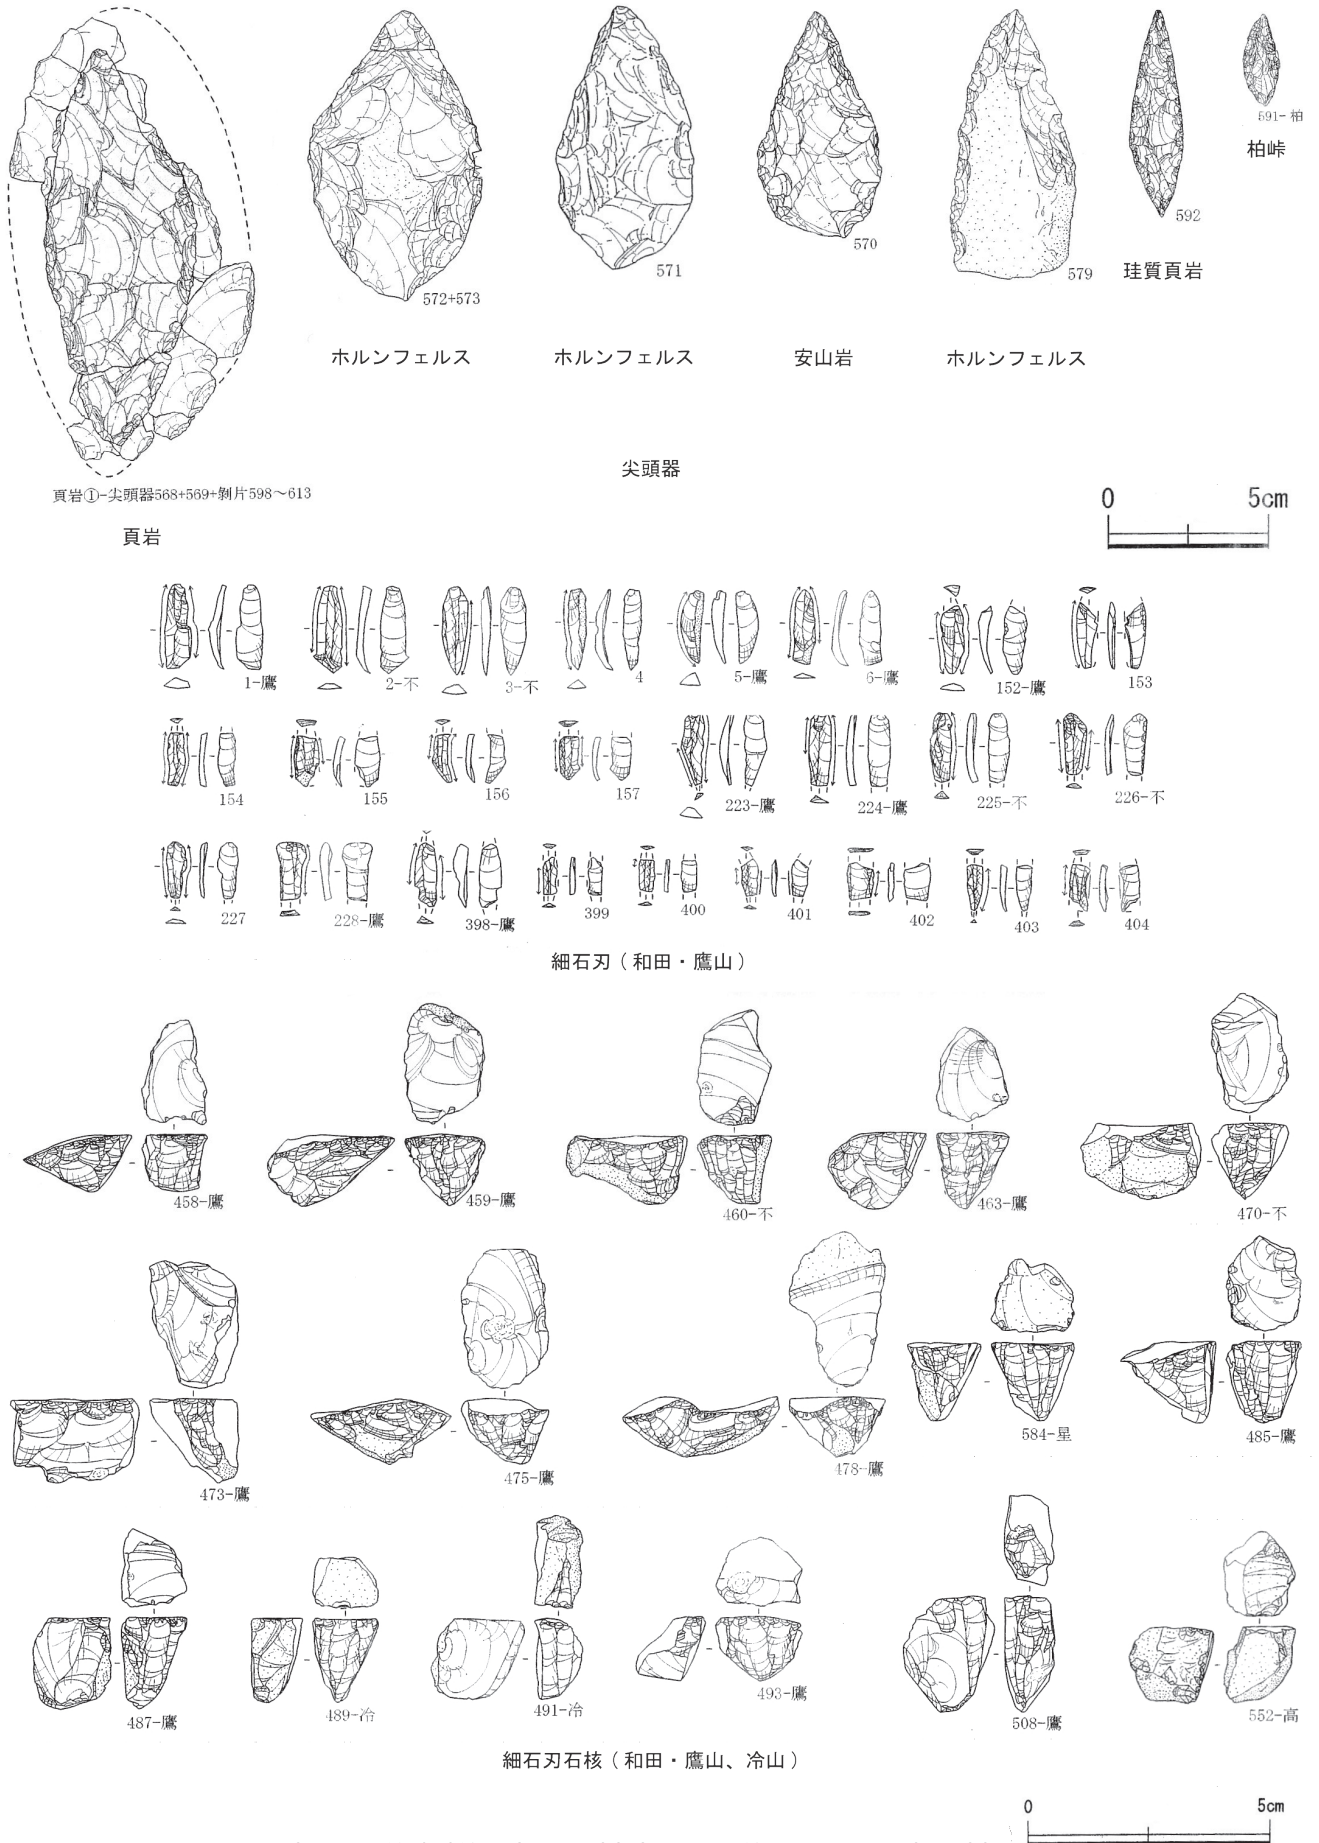 591-柏
柏峠
592
珪質頁岩
570
571
579
572+573
ホルンフェルス
ホルンフェルス
安山岩
ホルンフェルス
尖頭器
頁岩①-尖頭器568+569+剝片598～613
頁岩
0 5cm
1-鷹 2-不 3-不 4 5-鷹 6-鷹 152-鷹 153
154 155 156 157 223-鷹 224-鷹 225-不 226-不
227 228-鷹 398-鷹 399 400 401 402 403 404
細石刃（和田・鷹山）
458-鷹 459-鷹 460-不 463-鷹 470-不
473-鷹 475-鷹 478-鷹 584-星 485-鷹
487-鷹 489-冷 491-冷 493-鷹 508-鷹 552-高
細石刃石核（和田・鷹山、冷山）
0 5cm